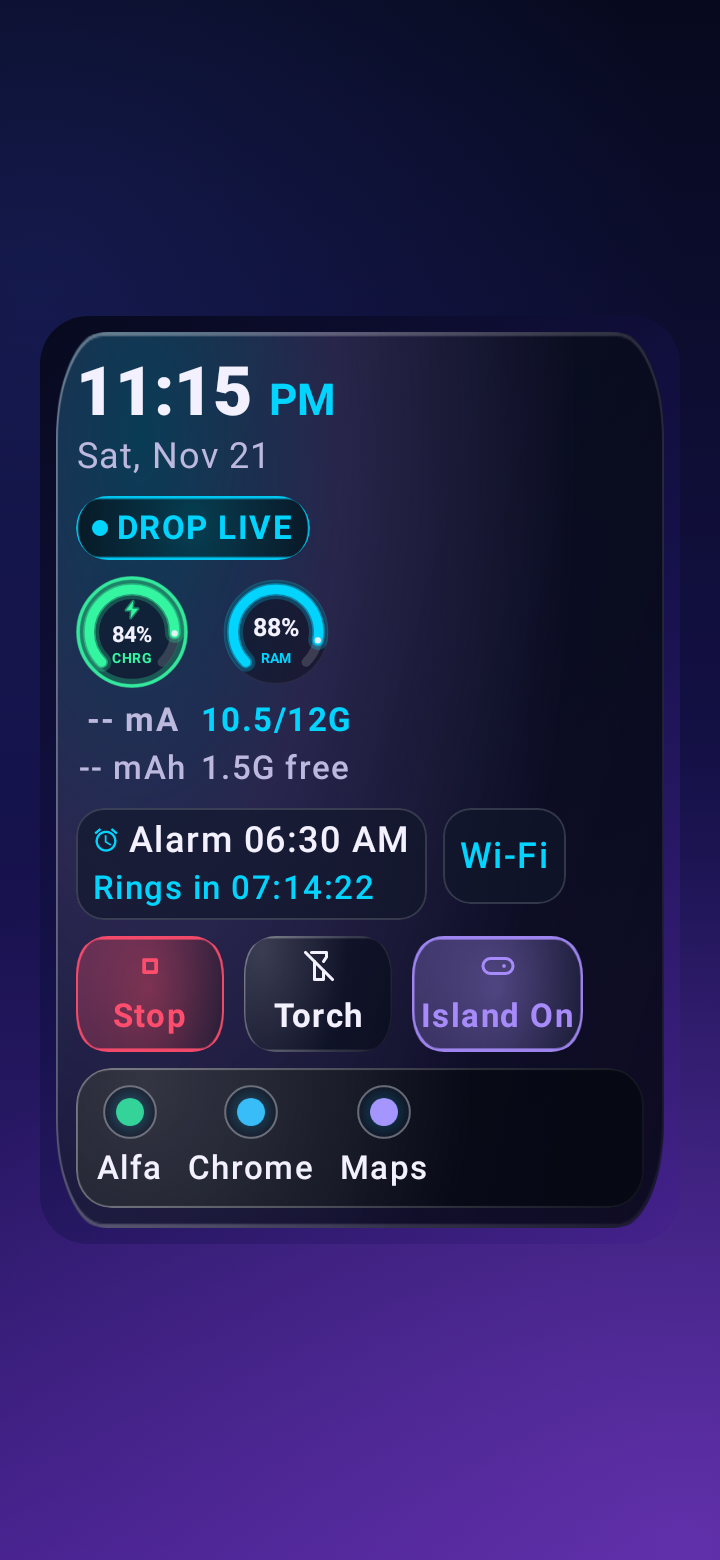 11:15 PM
Sat, Nov 21
DROP LIVE
84%
CHRG
88%
RAM
-- mA 10.5/12G
-- mAh 1.5G free
Alarm 06:30 AM
Rings in 07:14:22
Wi-Fi
Stop
Torch
Island On
Alfa
Chrome
Maps